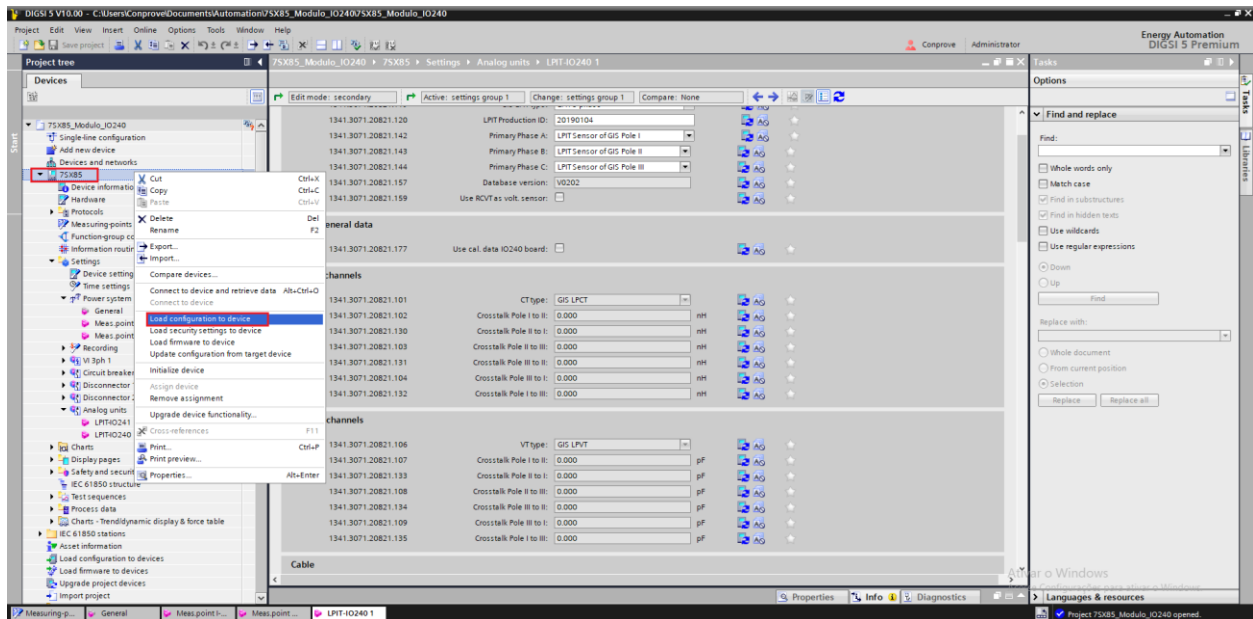 DIGSI 5 V10.00 - C:\Users\Conprove\Documents\Automation\7SX85_Modulo_IO240\7SX85_Modulo_IO240
Project Edit View Insert Online Options Tools Window Help
Save project
Conprove Administrator
Energy Automation
DIGSI 5 Premium
Project tree
Devices
Start
7SX85_Modulo_IO240
Single-line configuration
Add new device
Devices and networks
7SX85
Device informatio
Hardware
Protocols
Measuring-points
Function-group co
Information routin
Settings
Device setting
Time settings
Power system
General
Meas.point
Meas.point
Recording
VI 3ph 1
Circuit breaker
Disconnector
Disconnector
Analog units
LPIT-IO241
LPIT-IO240
Charts
Display pages
Safety and securit
IEC 61850 structure
Test sequences
Process data
Charts - Trend/dynamic display & force table
IEC 61850 stations
Asset information
Load configuration to devices
Load firmware to devices
Upgrade project devices
Import project
Cut Ctrl+X
Copy Ctrl+C
Paste Ctrl+V
Delete Del
Rename F2
Export...
Import...
Compare devices...
Connect to device and retrieve data Alt+Ctrl+O
Connect to device
Load configuration to device
Load security settings to device
Load firmware to device
Update configuration from target device
Initialize device
Assign device
Remove assignment
Upgrade device functionality...
Cross-references F11
Print... Ctrl+P
Print preview...
Properties... Alt+Enter
7SX85_Modulo_IO240 7SX85 Settings Analog units LPIT-IO240 1
Edit mode: secondary Active: settings group 1 Change: settings group 1 Compare: None
1341.3071.20821.120 LPIT Production ID: 20190104
1341.3071.20821.142 Primary Phase A: LPIT Sensor of GIS Pole I
1341.3071.20821.143 Primary Phase B: LPIT Sensor of GIS Pole II
1341.3071.20821.144 Primary Phase C: LPIT Sensor of GIS Pole III
1341.3071.20821.157 Database version: V0202
1341.3071.20821.159 Use RCVT as volt. sensor:
eneral data
1341.3071.20821.177 Use cal. data IO240 board:
channels
1341.3071.20821.101 CT type: GIS LPCT
1341.3071.20821.102 Crosstalk Pole I to II: 0.000 nH
1341.3071.20821.130 Crosstalk Pole II to I: 0.000 nH
1341.3071.20821.103 Crosstalk Pole II to III: 0.000 nH
1341.3071.20821.131 Crosstalk Pole III to II: 0.000 nH
1341.3071.20821.104 Crosstalk Pole III to I: 0.000 nH
1341.3071.20821.132 Crosstalk Pole I to III: 0.000 nH
channels
1341.3071.20821.106 VT type: GIS LPVT
1341.3071.20821.107 Crosstalk Pole I to II: 0.000 pF
1341.3071.20821.133 Crosstalk Pole II to I: 0.000 pF
1341.3071.20821.108 Crosstalk Pole II to III: 0.000 pF
1341.3071.20821.134 Crosstalk Pole III to II: 0.000 pF
1341.3071.20821.109 Crosstalk Pole III to I: 0.000 pF
1341.3071.20821.135 Crosstalk Pole I to III: 0.000 pF
Cable
Properties Info Diagnostics
Tasks
Options
Find and replace
Find:
Whole words only
Match case
Find in substructures
Find in hidden texts
Use wildcards
Use regular expressions
Down
Up
Find
Replace with:
Whole document
From current position
Selection
Replace Replace all
Languages & resources
Tasks
Libraries
Ativar o Windows
Measuring-p... General Meas.point I-... Meas.point ... LPIT-IO240 1
Project 7SX85_Modulo_IO240 opened.